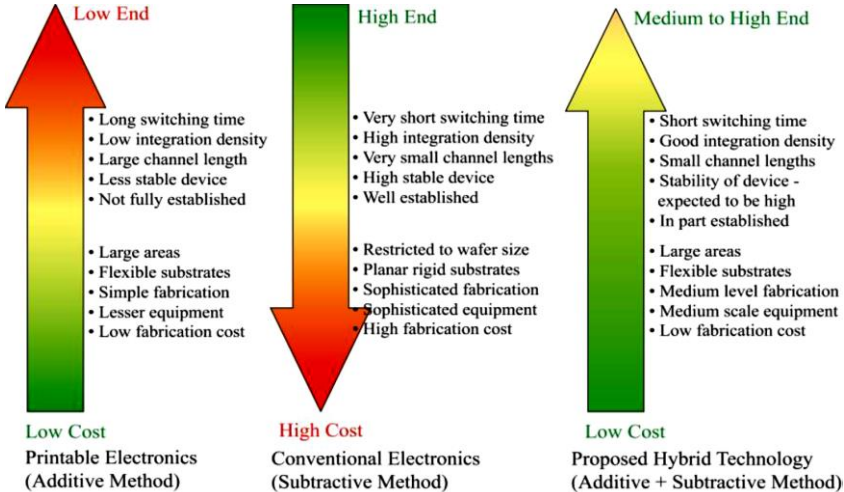 Low End
• Long switching time
• Low integration density
• Large channel length
• Less stable device
• Not fully established
• Large areas
• Flexible substrates
• Simple fabrication
• Lesser equipment
• Low fabrication cost
Low Cost
Printable Electronics
(Additive Method)
High End
• Very short switching time
• High integration density
• Very small channel lengths
• High stable device
• Well established
• Restricted to wafer size
• Planar rigid substrates
• Sophisticated fabrication
• Sophisticated equipment
• High fabrication cost
High Cost
Conventional Electronics
(Subtractive Method)
Medium to High End
• Short switching time
• Good integration density
• Small channel lengths
• Stability of device -
expected to be high
• In part established
• Large areas
• Flexible substrates
• Medium level fabrication
• Medium scale equipment
• Low fabrication cost
Low Cost
Proposed Hybrid Technology
(Additive + Subtractive Method)